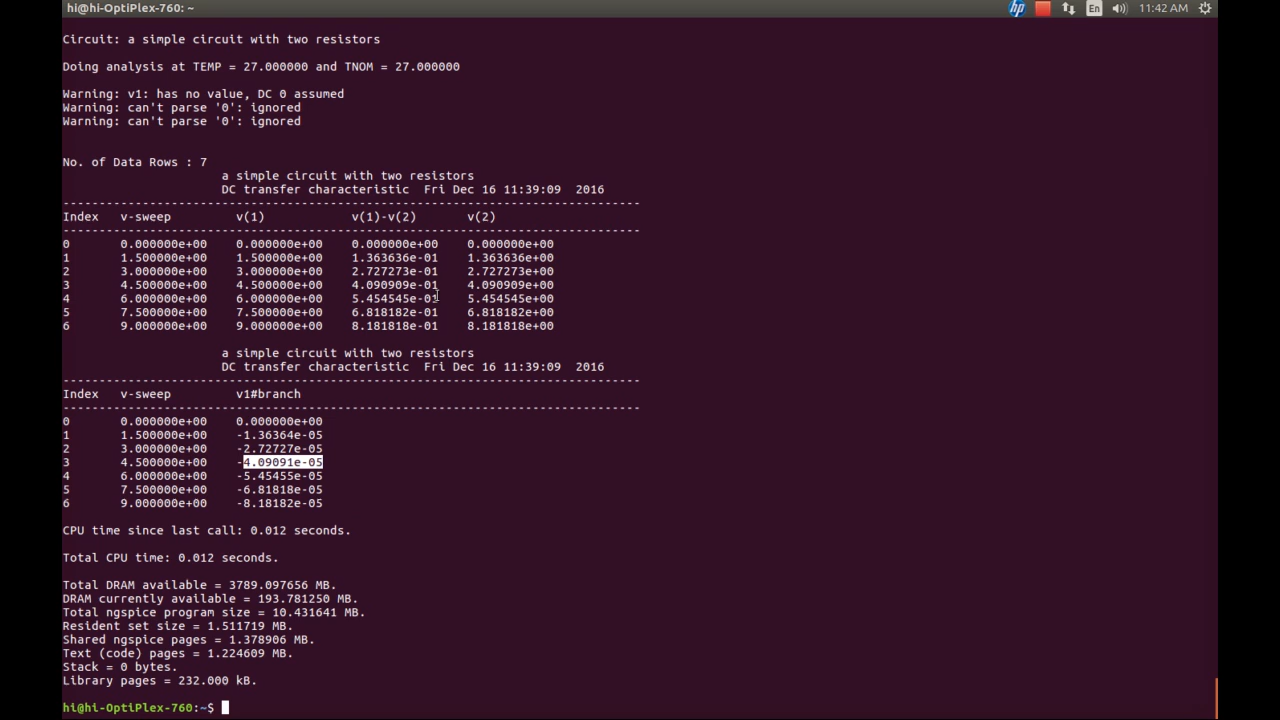 hi@hi-OptiPlex-760: ~
hp En 11:42 AM
Circuit: a simple circuit with two resistors
Doing analysis at TEMP = 27.000000 and TNOM = 27.000000
Warning: v1: has no value, DC 0 assumed
Warning: can't parse '0': ignored
Warning: can't parse '0': ignored
No. of Data Rows : 7
a simple circuit with two resistors
DC transfer characteristic  Fri Dec 16 11:39:09  2016
--------------------------------------------------------------------------------
Index   v-sweep         v(1)            v(1)-v(2)       v(2)
--------------------------------------------------------------------------------
0       0.000000e+00    0.000000e+00    0.000000e+00    0.000000e+00
1       1.500000e+00    1.500000e+00    1.363636e-01    1.363636e+00
2       3.000000e+00    3.000000e+00    2.727273e-01    2.727273e+00
3       4.500000e+00    4.500000e+00    4.090909e-01    4.090909e+00
4       6.000000e+00    6.000000e+00    5.454545e-01    5.454545e+00
5       7.500000e+00    7.500000e+00    6.818182e-01    6.818182e+00
6       9.000000e+00    9.000000e+00    8.181818e-01    8.181818e+00
a simple circuit with two resistors
DC transfer characteristic  Fri Dec 16 11:39:09  2016
--------------------------------------------------------------------------------
Index   v-sweep         v1#branch
--------------------------------------------------------------------------------
0       0.000000e+00    0.000000e+00
1       1.500000e+00    -1.36364e-05
2       3.000000e+00    -2.72727e-05
3       4.500000e+00    -4.09091e-05
4       6.000000e+00    -5.45455e-05
5       7.500000e+00    -6.81818e-05
6       9.000000e+00    -8.18182e-05
CPU time since last call: 0.012 seconds.
Total CPU time: 0.012 seconds.
Total DRAM available = 3789.097656 MB.
DRAM currently available = 193.781250 MB.
Total ngspice program size = 10.431641 MB.
Resident set size = 1.511719 MB.
Shared ngspice pages = 1.378906 MB.
Text (code) pages = 1.224609 MB.
Stack = 0 bytes.
Library pages = 232.000 kB.
hi@hi-OptiPlex-760:~$